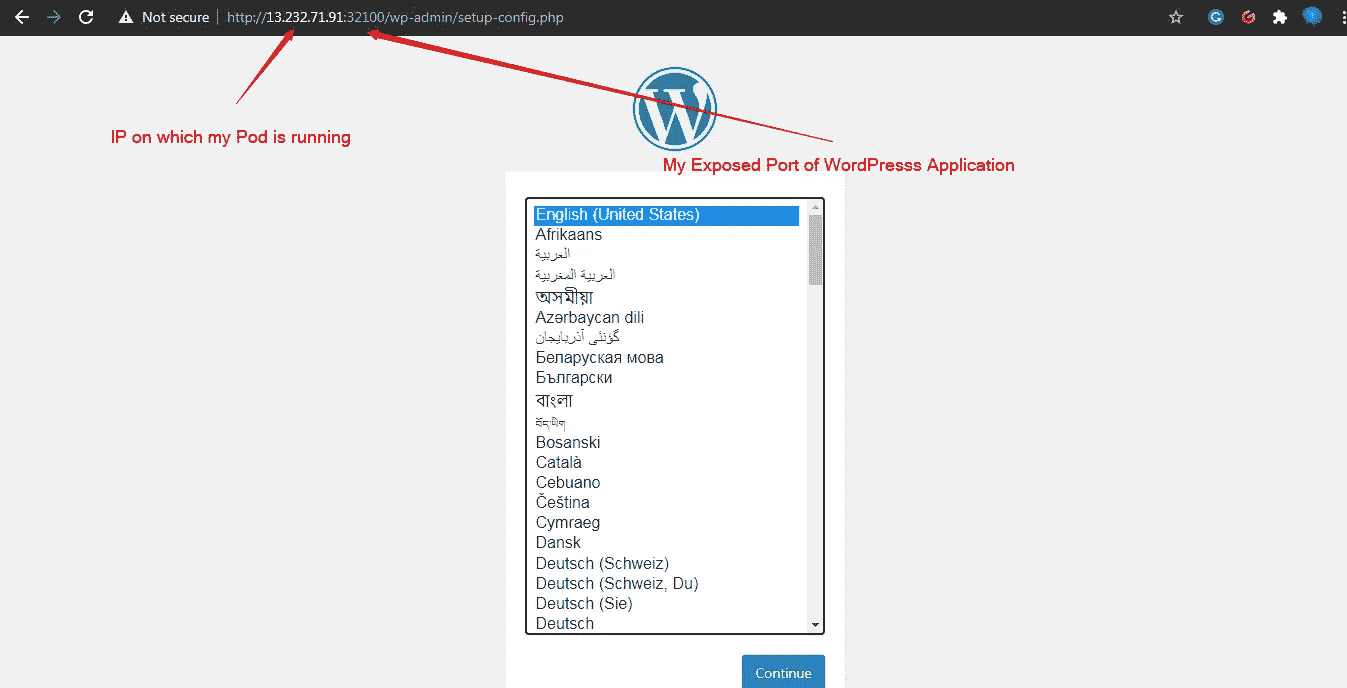 Not secure
http://13.232.71.91:32100/wp-admin/setup-config.php
IP on which my Pod is running
My Exposed Port of WordPresss Application
English (United States)
Afrikaans
العربية
العربية المغربية
অসমীয়া
Azərbaycan dili
گؤنئی آذربایجان
Беларуская мова
Български
বাংলা
བོད་ཡིག
Bosanski
Català
Cebuano
Čeština
Cymraeg
Dansk
Deutsch (Schweiz)
Deutsch (Schweiz, Du)
Deutsch (Sie)
Deutsch
Continue